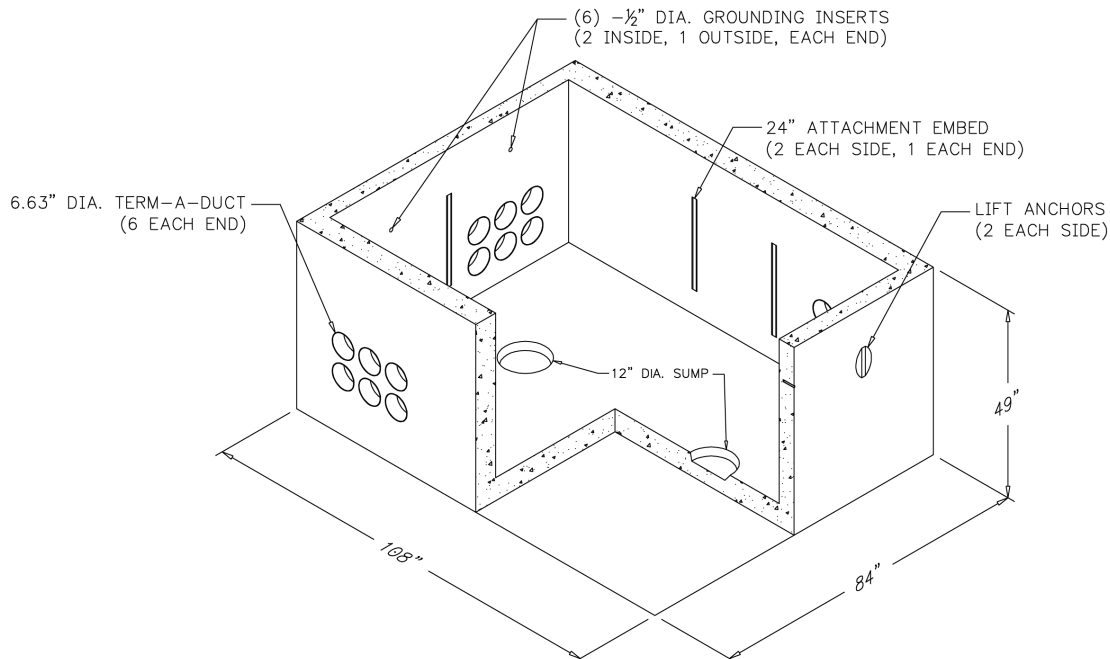 (6) -½" DIA. GROUNDING INSERTS
(2 INSIDE, 1 OUTSIDE, EACH END)
24" ATTACHMENT EMBED
(2 EACH SIDE, 1 EACH END)
6.63" DIA. TERM-A-DUCT
(6 EACH END)
LIFT ANCHORS
(2 EACH SIDE)
12" DIA. SUMP
49"
108"
84"